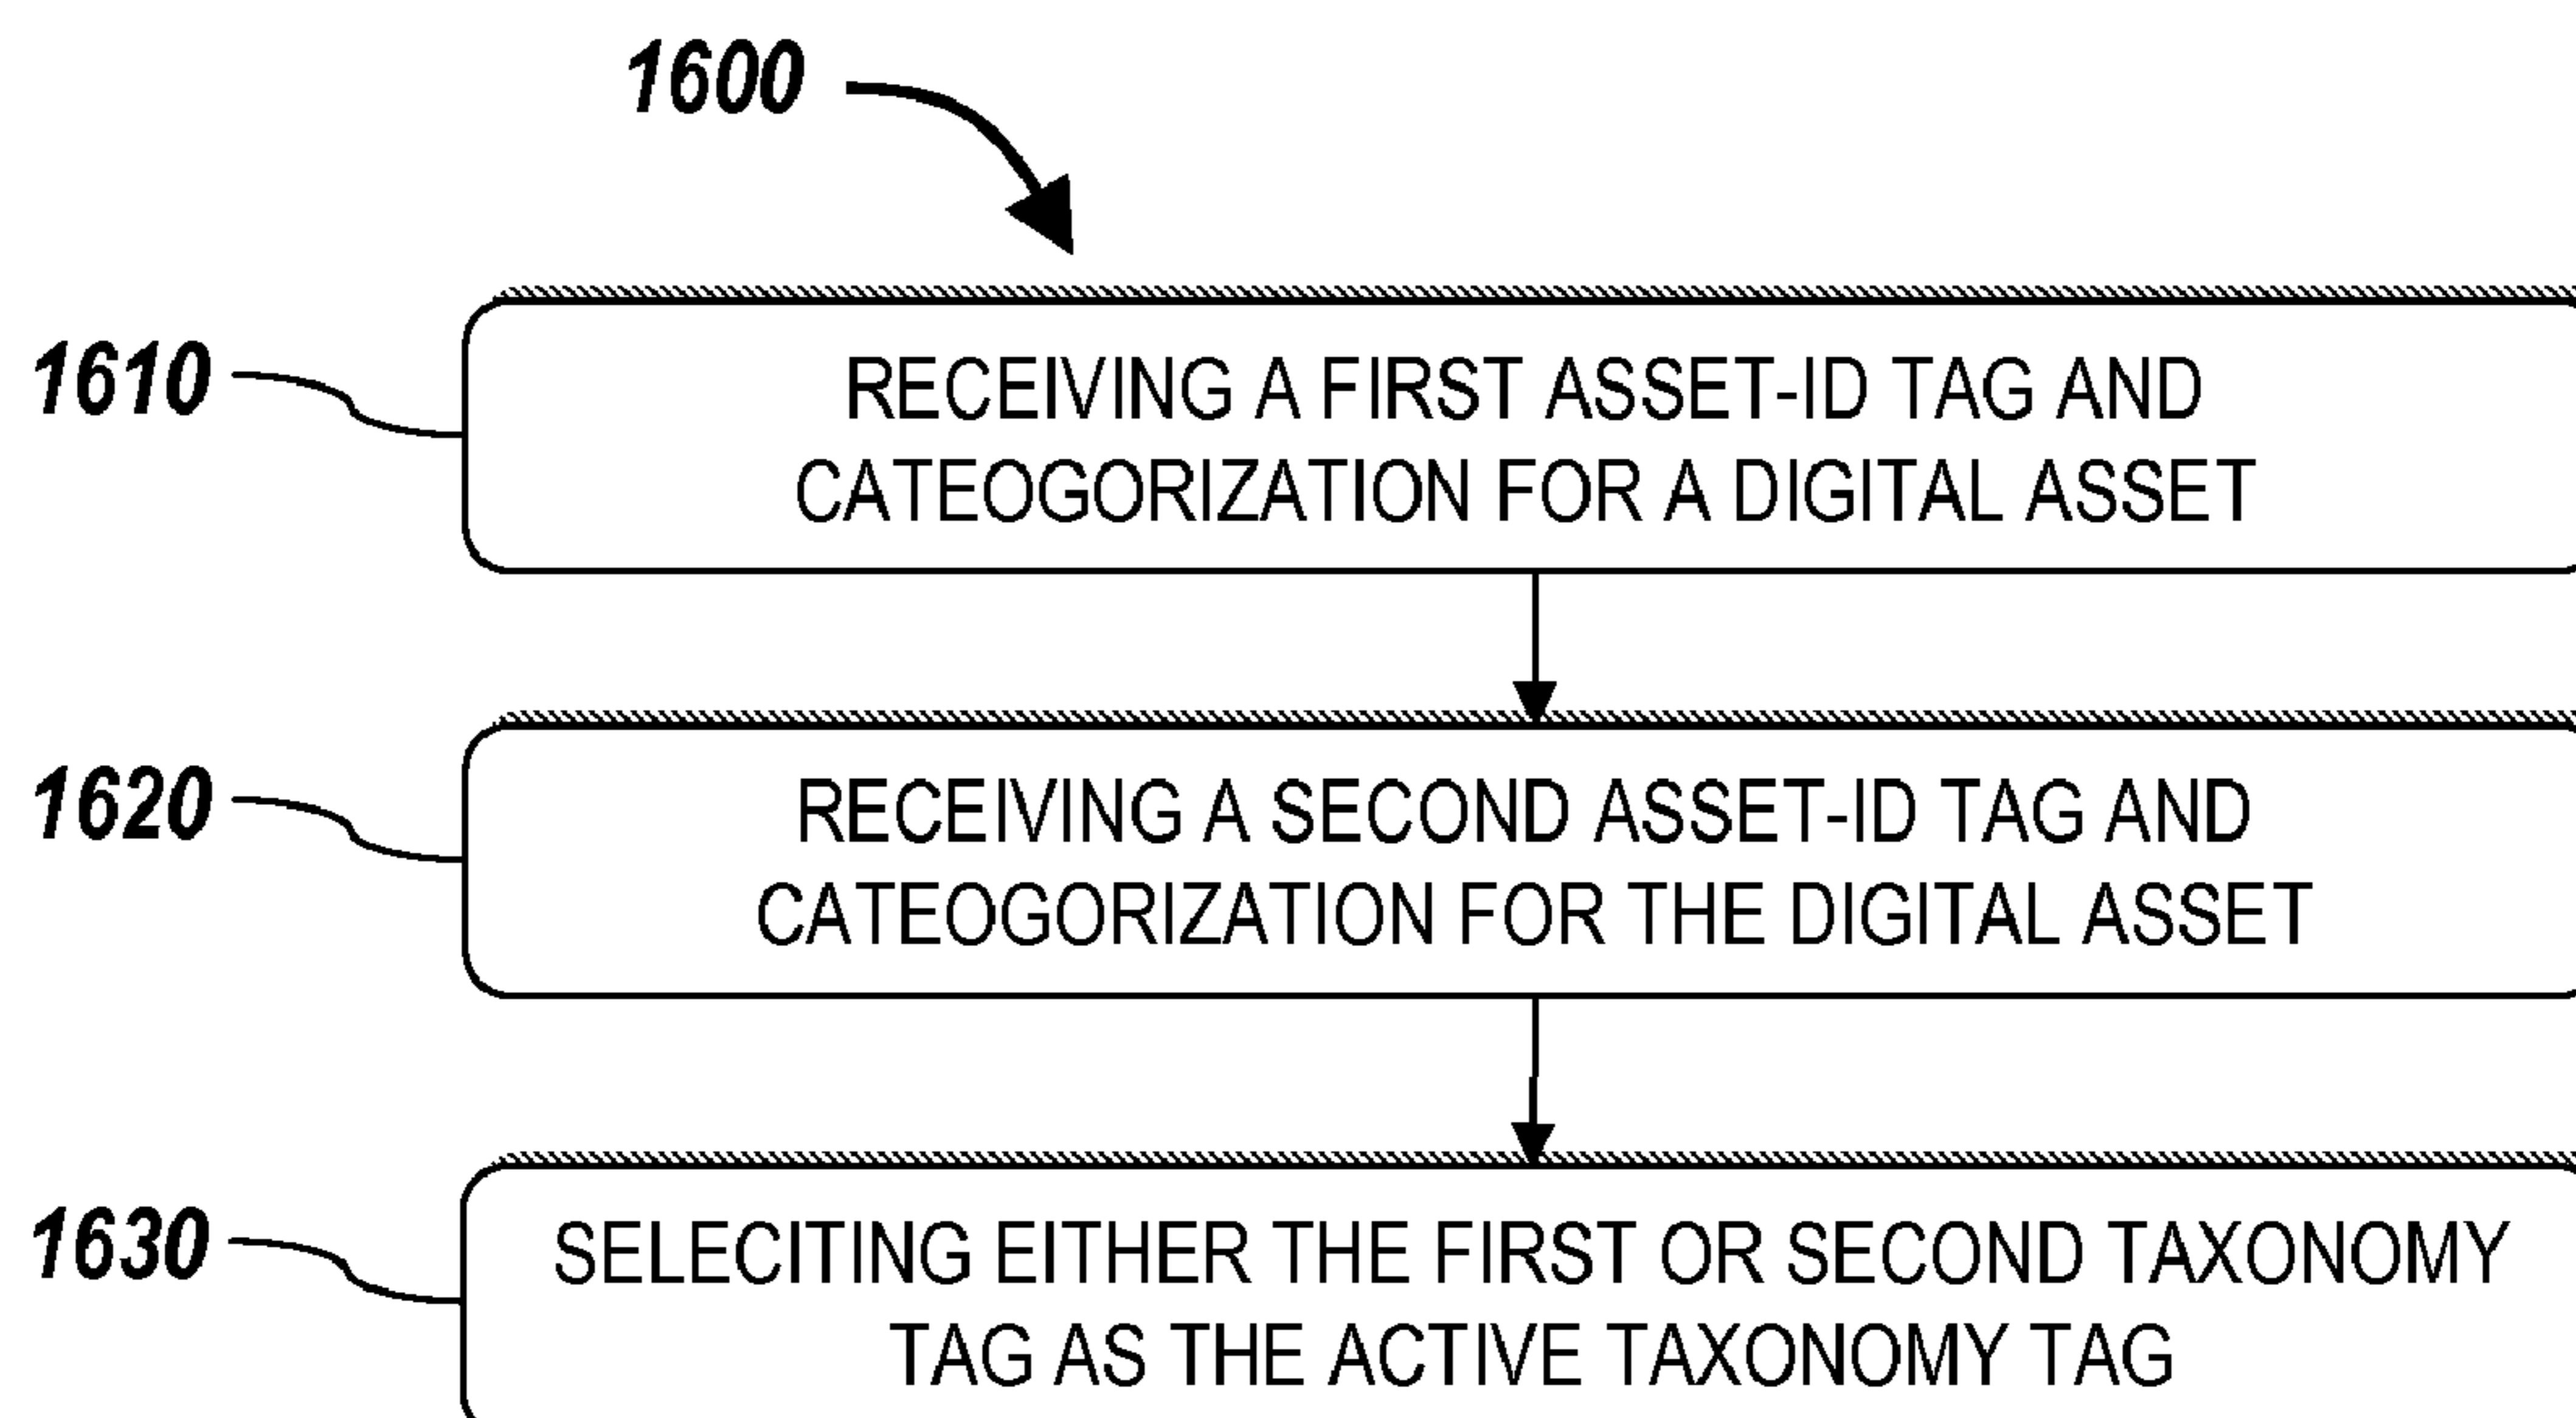 1600
1610
RECEIVING A FIRST ASSET-ID TAG AND
CATEOGORIZATION FOR A DIGITAL ASSET
1620
RECEIVING A SECOND ASSET-ID TAG AND
CATEOGORIZATION FOR THE DIGITAL ASSET
1630
SELECITING EITHER THE FIRST OR SECOND TAXONOMY
TAG AS THE ACTIVE TAXONOMY TAG